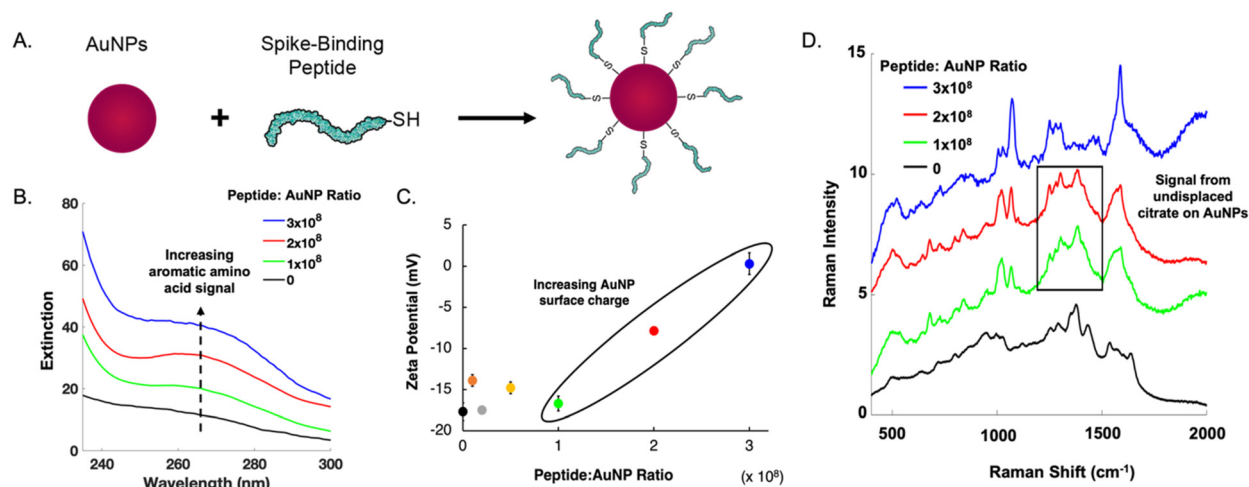 A.
AuNPs
+
Spike-Binding
Peptide
SH
S
S
S
S
S
S
S
S
B.
Peptide: AuNP Ratio
3x10⁸
2x10⁸
1x10⁸
0
Increasing
aromatic amino
acid signal
Extinction
80
60
40
20
0
240
260
280
300
Wavelength (nm)
C.
Increasing AuNP
surface charge
Zeta Potential (mV)
5
0
-5
-10
-15
-20
0
1
2
3
Peptide:AuNP Ratio
(x 10⁸)
D.
Peptide: AuNP Ratio
3x10⁸
2x10⁸
1x10⁸
0
Signal from
undisplaced
citrate on AuNPs
Raman Intensity
15
10
5
0
500
1000
1500
2000
Raman Shift (cm⁻¹)